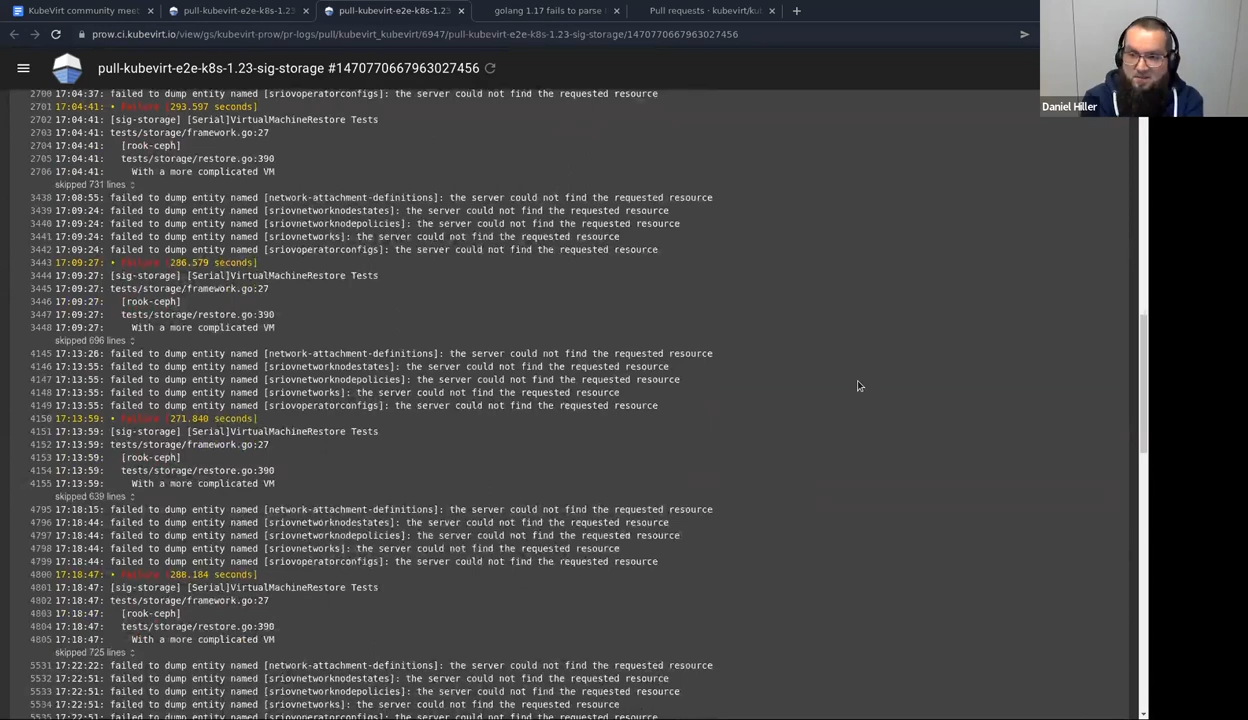 KubeVirt community meet
pull-kubevirt-e2e-k8s-1.23
pull-kubevirt-e2e-k8s-1.23
golang 1.17 fails to parse
Pull requests · kubevirt/ku
prow.ci.kubevirt.io/view/gs/kubevirt-prow/pr-logs/pull/kubevirt_kubevirt/6947/pull-kubevirt-e2e-k8s-1.23-sig-storage/1470770667963027456
pull-kubevirt-e2e-k8s-1.23-sig-storage #1470770667963027456
Daniel Hiller
2700 17:04:37: failed to dump entity named [sriovoperatorconfigs]: the server could not find the requested resource
2701 17:04:41: • Failure [293.597 seconds]
2702 17:04:41: [sig-storage] [Serial]VirtualMachineRestore Tests
2703 17:04:41: tests/storage/framework.go:27
2704 17:04:41: [rook-ceph]
2705 17:04:41: tests/storage/restore.go:390
2706 17:04:41: With a more complicated VM
skipped 731 lines
3438 17:08:55: failed to dump entity named [network-attachment-definitions]: the server could not find the requested resource
3439 17:09:24: failed to dump entity named [sriovnetworknodestates]: the server could not find the requested resource
3440 17:09:24: failed to dump entity named [sriovnetworknodepolicies]: the server could not find the requested resource
3441 17:09:24: failed to dump entity named [sriovnetworks]: the server could not find the requested resource
3442 17:09:24: failed to dump entity named [sriovoperatorconfigs]: the server could not find the requested resource
3443 17:09:27: • Failure [286.579 seconds]
3444 17:09:27: [sig-storage] [Serial]VirtualMachineRestore Tests
3445 17:09:27: tests/storage/framework.go:27
3446 17:09:27: [rook-ceph]
3447 17:09:27: tests/storage/restore.go:390
3448 17:09:27: With a more complicated VM
skipped 696 lines
4145 17:13:26: failed to dump entity named [network-attachment-definitions]: the server could not find the requested resource
4146 17:13:55: failed to dump entity named [sriovnetworknodestates]: the server could not find the requested resource
4147 17:13:55: failed to dump entity named [sriovnetworknodepolicies]: the server could not find the requested resource
4148 17:13:55: failed to dump entity named [sriovnetworks]: the server could not find the requested resource
4149 17:13:55: failed to dump entity named [sriovoperatorconfigs]: the server could not find the requested resource
4150 17:13:59: • Failure [271.840 seconds]
4151 17:13:59: [sig-storage] [Serial]VirtualMachineRestore Tests
4152 17:13:59: tests/storage/framework.go:27
4153 17:13:59: [rook-ceph]
4154 17:13:59: tests/storage/restore.go:390
4155 17:13:59: With a more complicated VM
skipped 639 lines
4795 17:18:15: failed to dump entity named [network-attachment-definitions]: the server could not find the requested resource
4796 17:18:44: failed to dump entity named [sriovnetworknodestates]: the server could not find the requested resource
4797 17:18:44: failed to dump entity named [sriovnetworknodepolicies]: the server could not find the requested resource
4798 17:18:44: failed to dump entity named [sriovnetworks]: the server could not find the requested resource
4799 17:18:44: failed to dump entity named [sriovoperatorconfigs]: the server could not find the requested resource
4800 17:18:47: • Failure [288.184 seconds]
4801 17:18:47: [sig-storage] [Serial]VirtualMachineRestore Tests
4802 17:18:47: tests/storage/framework.go:27
4803 17:18:47: [rook-ceph]
4804 17:18:47: tests/storage/restore.go:390
4805 17:18:47: With a more complicated VM
skipped 725 lines
5531 17:22:22: failed to dump entity named [network-attachment-definitions]: the server could not find the requested resource
5532 17:22:51: failed to dump entity named [sriovnetworknodestates]: the server could not find the requested resource
5533 17:22:51: failed to dump entity named [sriovnetworknodepolicies]: the server could not find the requested resource
5534 17:22:51: failed to dump entity named [sriovnetworks]: the server could not find the requested resource
5535 17:22:51: failed to dump entity named [sriovoperatorconfigs]: the server could not find the requested resource